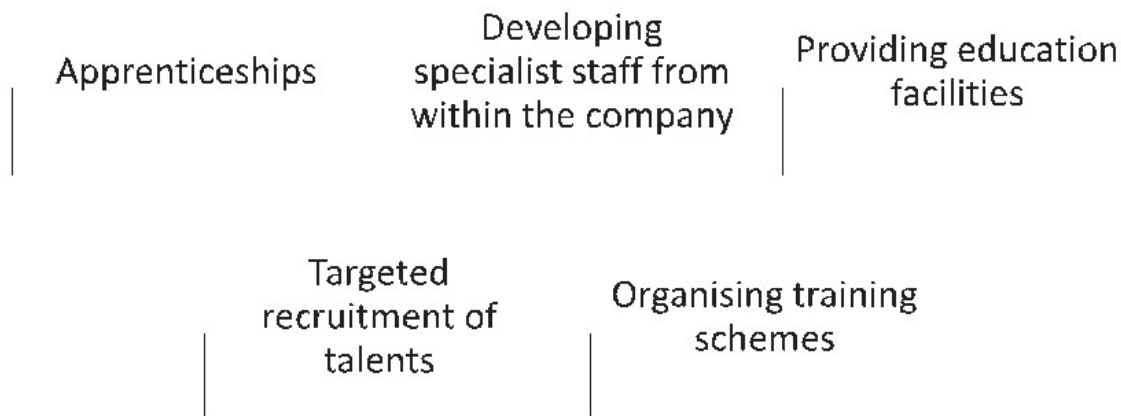 Apprenticeships
Developing
specialist staff from
within the company
Providing education
facilities
Targeted
recruitment of
talents
Organising training
schemes